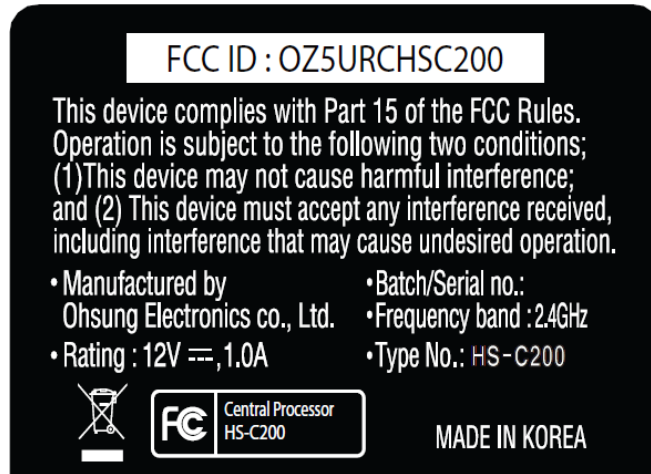 FCC ID : OZ5URCHSC200
This device complies with Part 15 of the FCC Rules.
Operation is subject to the following two conditions;
(1)This device may not cause harmful interference;
and (2) This device must accept any interference received,
including interference that may cause undesired operation.
• Manufactured by
Ohsung Electronics co., Ltd.
• Rating : 12V ⎓, 1.0A
• Batch/Serial no.:
• Frequency band : 2.4GHz
• Type No.: HS-C200
FC
Central Processor
HS-C200
MADE IN KOREA